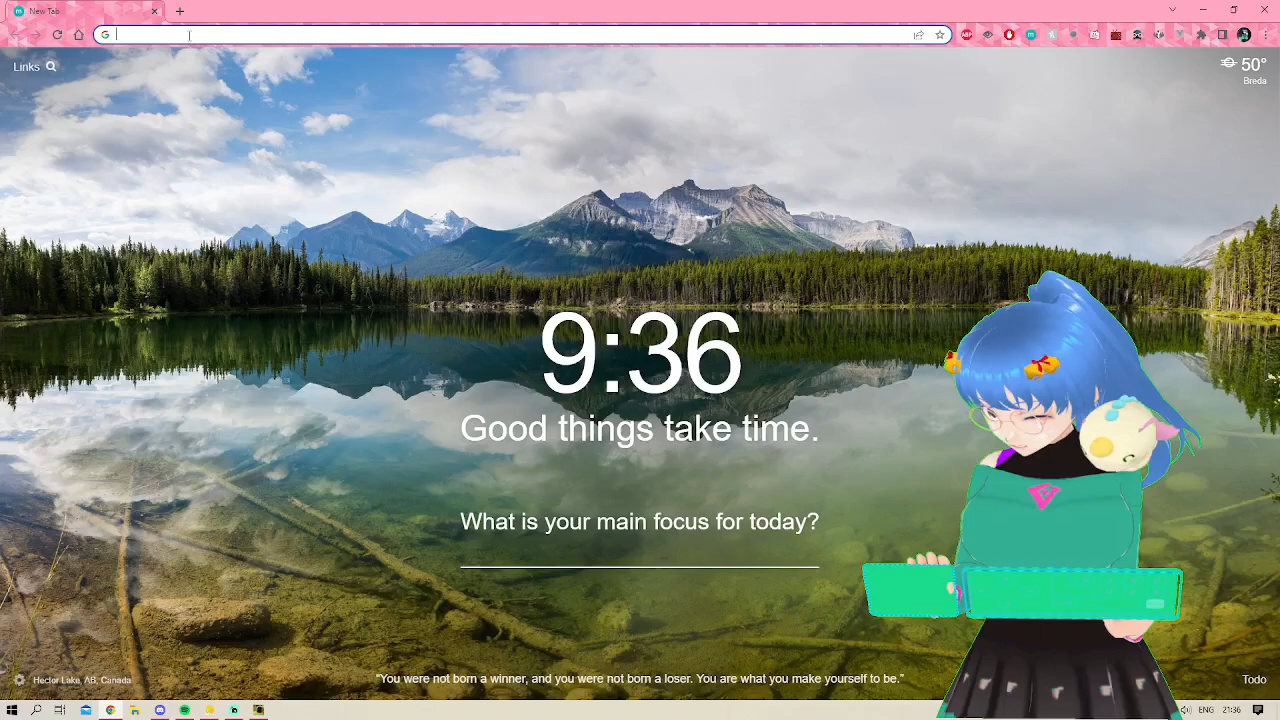 New Tab
Links
50°
Breda
9:36
Good things take time.
What is your main focus for today?
Hector Lake, AB, Canada
"You were not born a winner, and you were not born a loser. You are what you make yourself to be."
Todo
ENG
21:36